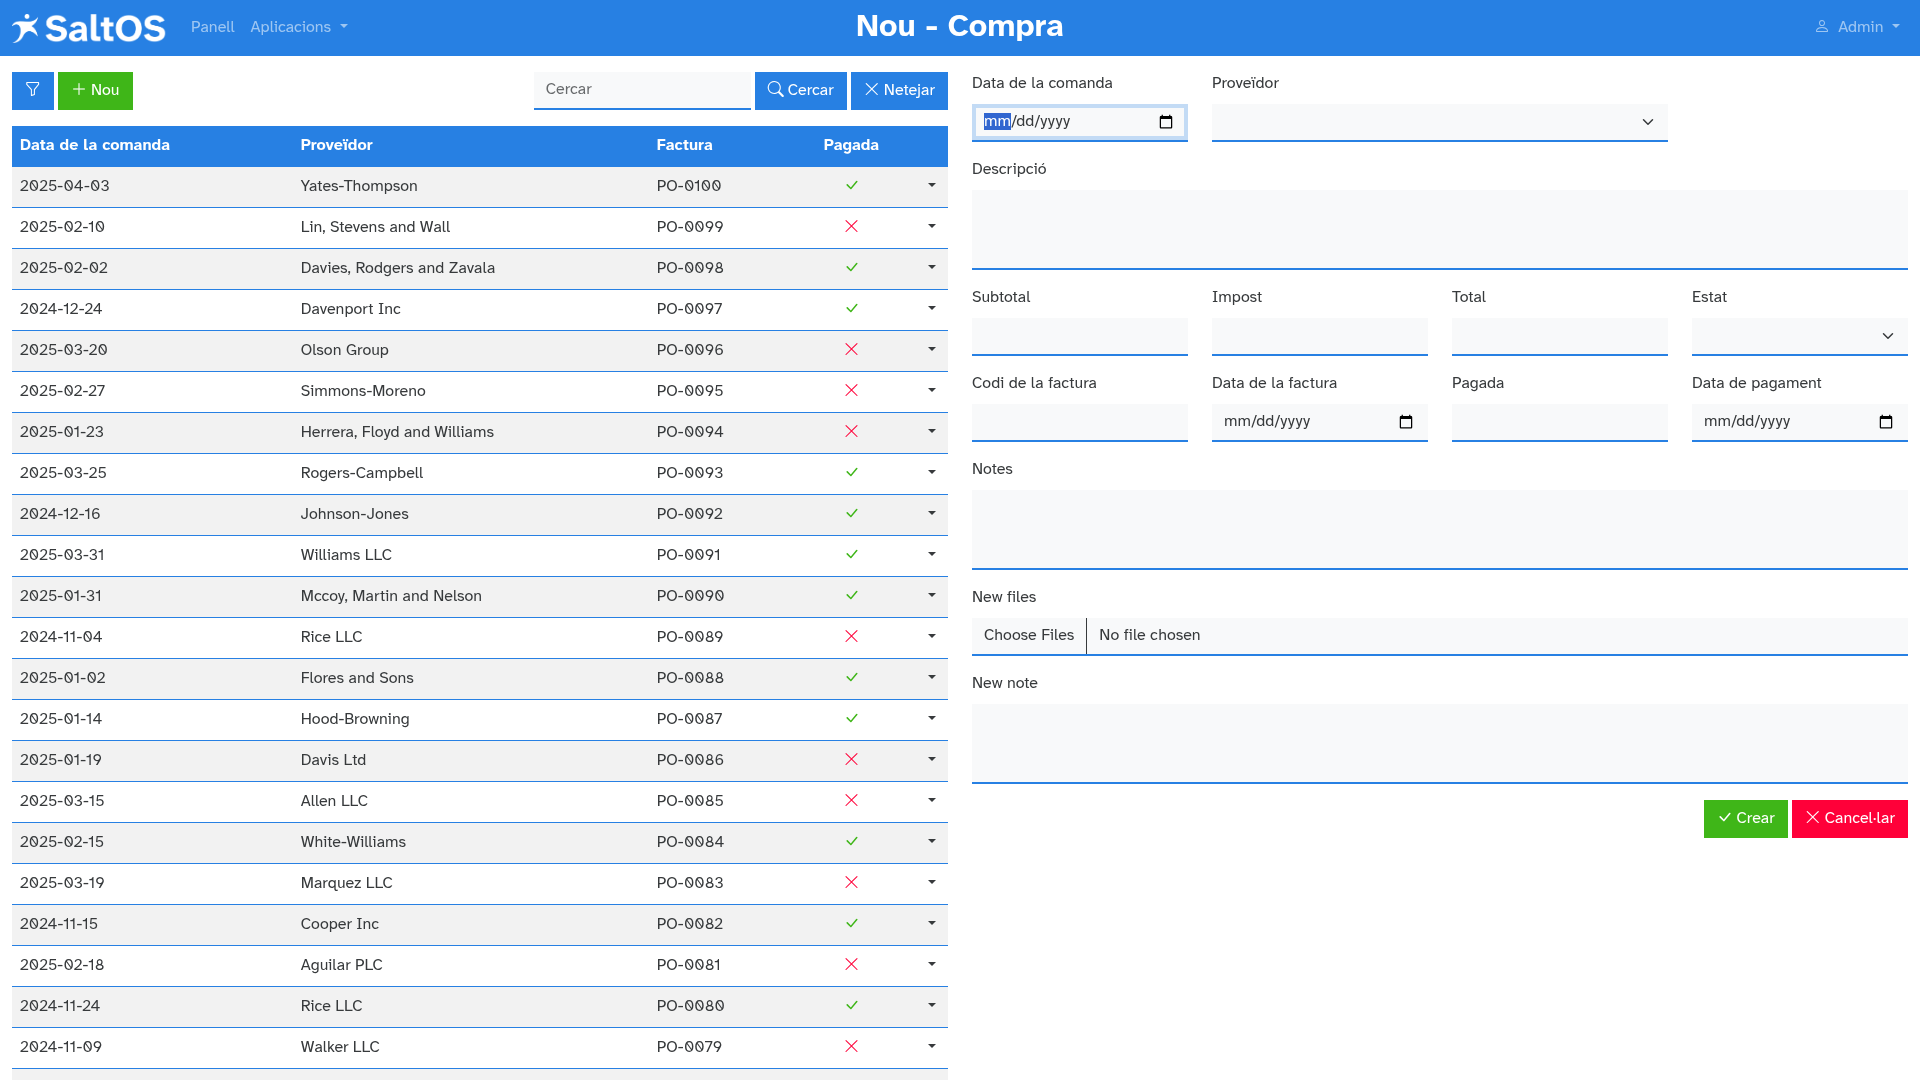 SaltOS Panell Aplicacions Nou - Compra Admin
Nou Cercar Cercar Netejar
Data de la comanda Proveïdor Factura Pagada
2025-04-03 Yates-Thompson PO-0100
2025-02-10 Lin, Stevens and Wall PO-0099
2025-02-02 Davies, Rodgers and Zavala PO-0098
2024-12-24 Davenport Inc PO-0097
2025-03-20 Olson Group PO-0096
2025-02-27 Simmons-Moreno PO-0095
2025-01-23 Herrera, Floyd and Williams PO-0094
2025-03-25 Rogers-Campbell PO-0093
2024-12-16 Johnson-Jones PO-0092
2025-03-31 Williams LLC PO-0091
2025-01-31 Mccoy, Martin and Nelson PO-0090
2024-11-04 Rice LLC PO-0089
2025-01-02 Flores and Sons PO-0088
2025-01-14 Hood-Browning PO-0087
2025-01-19 Davis Ltd PO-0086
2025-03-15 Allen LLC PO-0085
2025-02-15 White-Williams PO-0084
2025-03-19 Marquez LLC PO-0083
2024-11-15 Cooper Inc PO-0082
2025-02-18 Aguilar PLC PO-0081
2024-11-24 Rice LLC PO-0080
2024-11-09 Walker LLC PO-0079
Data de la comanda Proveïdor
mm/dd/yyyy
Descripció
Subtotal Impost Total Estat
Codi de la factura Data de la factura Pagada Data de pagament
mm/dd/yyyy mm/dd/yyyy
Notes
New files
Choose Files No file chosen
New note
Crear Cancel·lar